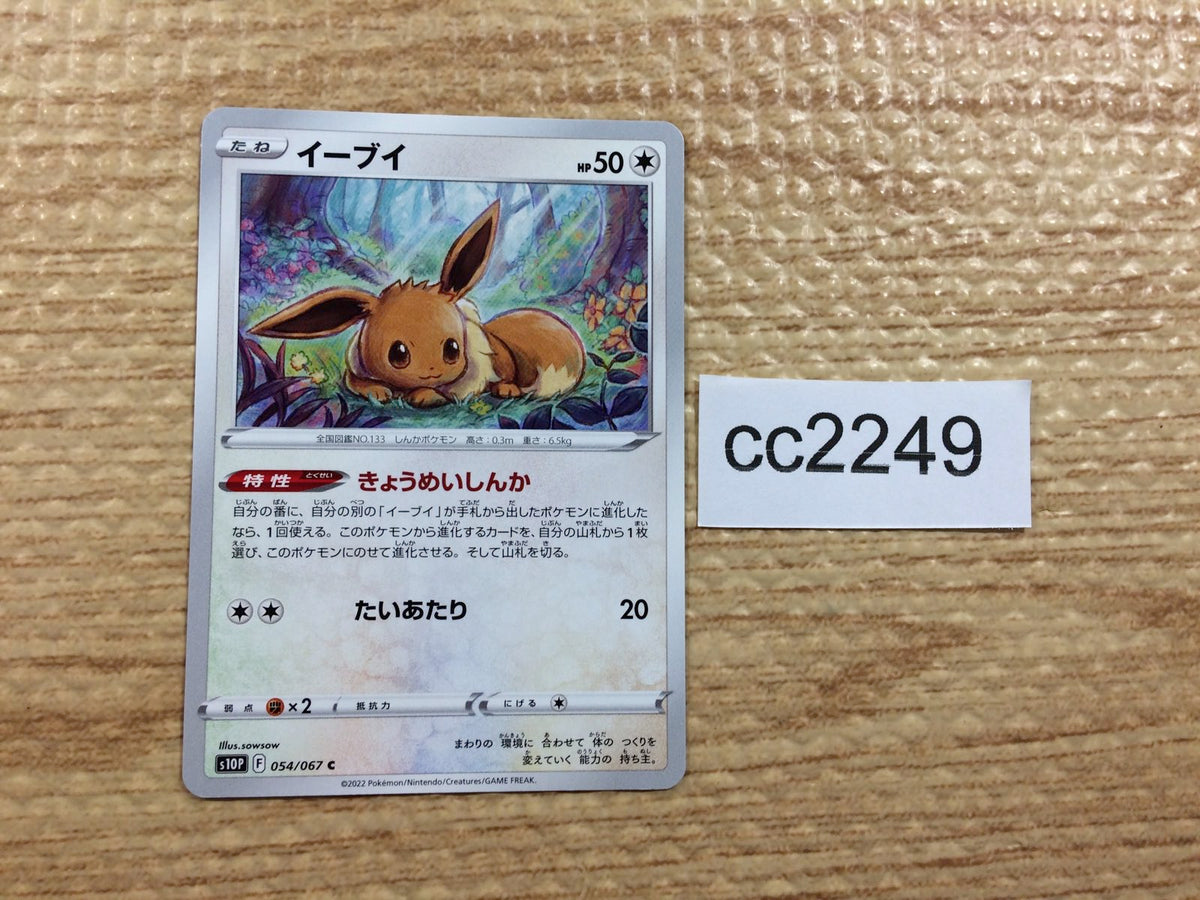 たね イーブイ HP50
全国図鑑NO.133 しんかポケモン 高さ:0.3m 重さ:6.5kg
特性 とくせい きょうめいしんか
自分の番に、自分の別の「イーブイ」が手札から出したポケモンに進化した
なら、1回使える。このポケモンから進化するカードを、自分の山札から1枚
選び、このポケモンにのせて進化させる。そして山札を切る。
たいあたり 20
弱点 ×2 抵抗力 にげる
Illus.sowsow
まわりの 環境に 合わせて 体の つくりを
変えていく 能力の 持ち主。
s10P F 054/067 C
©2022 Pokémon/Nintendo/Creatures/GAME FREAK.
cc2249